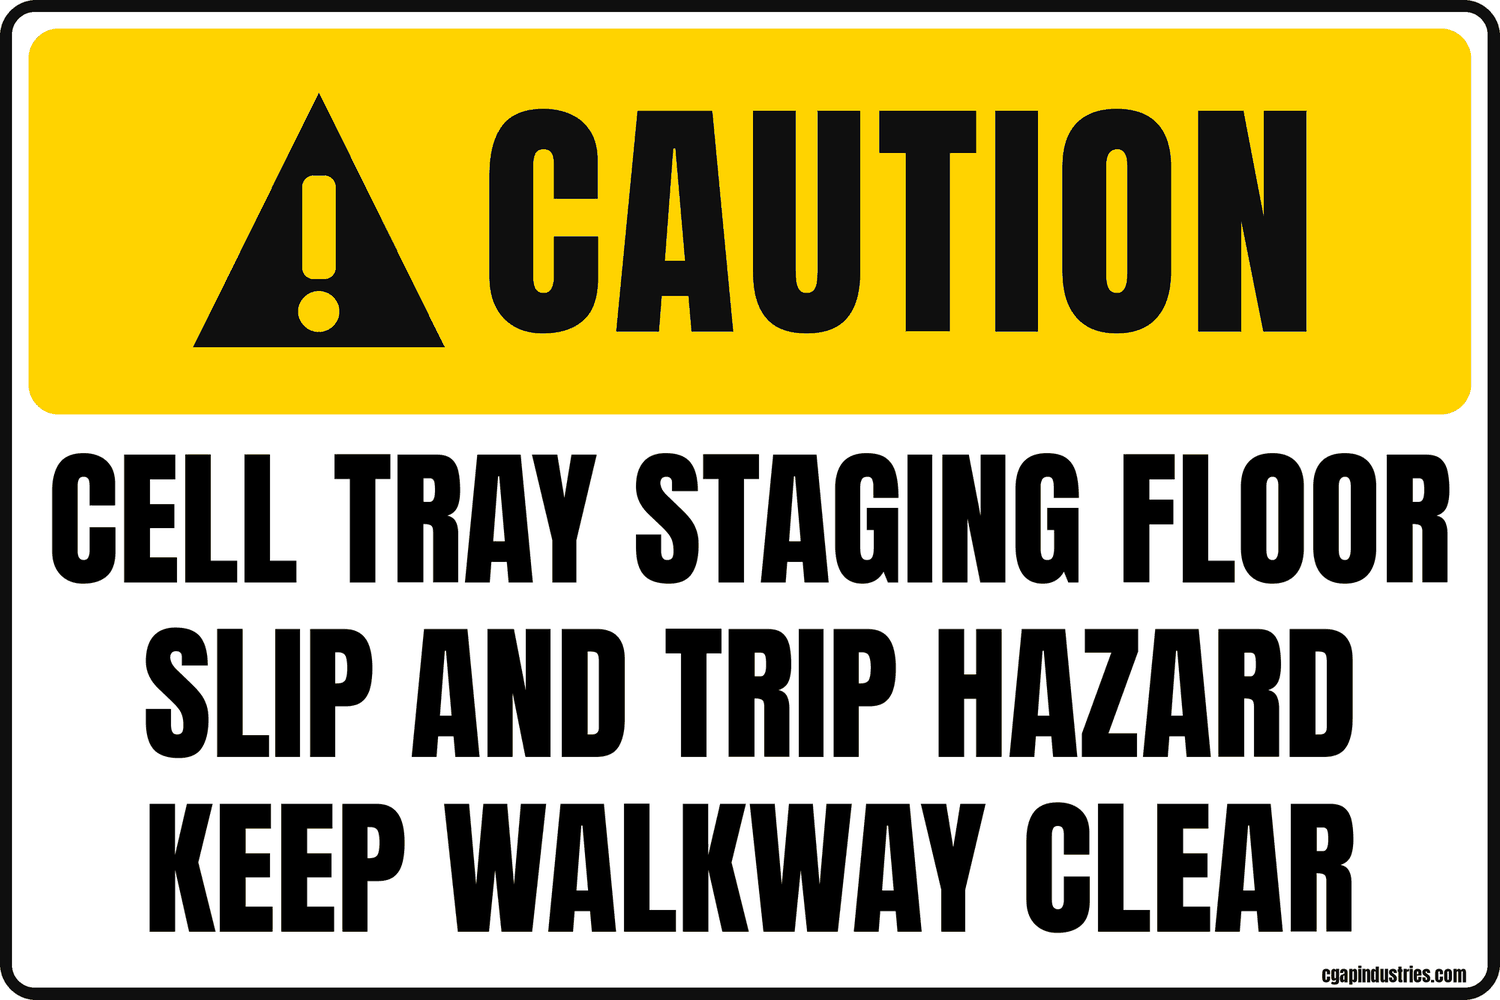 CAUTION
CELL TRAY STAGING FLOOR
SLIP AND TRIP HAZARD
KEEP WALKWAY CLEAR
cgapindustries.com